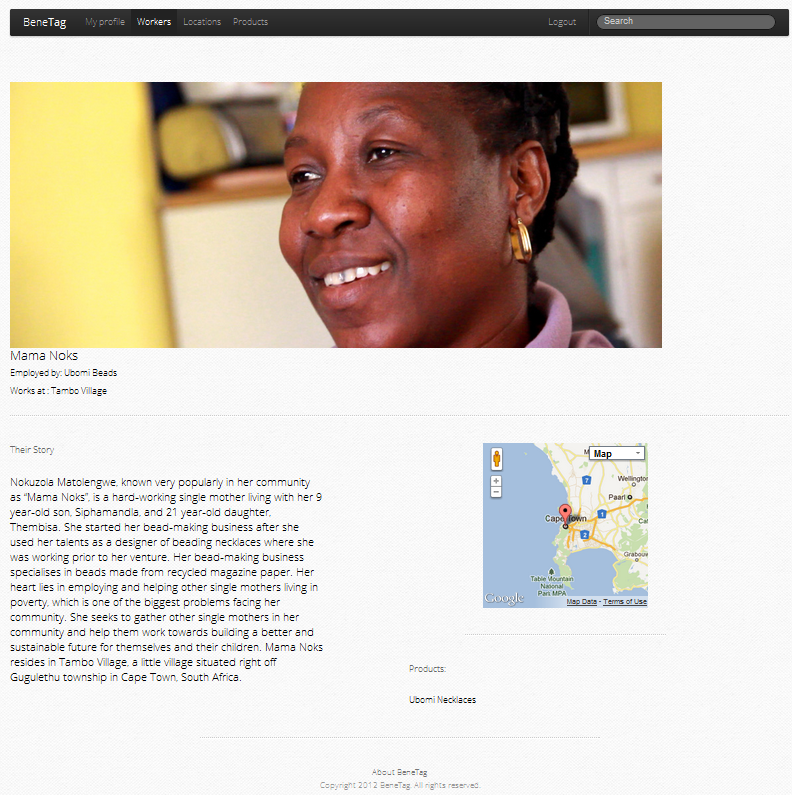 BeneTag My profile Workers Locations Products Logout Search
Mama Noks
Employed by: Ubomi Beads
Works at : Tambo Village
Their Story
Nokuzola Matolengwe, known very popularly in her community
as “Mama Noks”, is a hard-working single mother living with her 9
year-old son, Siphamandla, and 21 year-old daughter,
Thembisa. She started her bead-making business after she
used her talents as a designer of beading necklaces where she
was working prior to her venture. Her bead-making business
specialises in beads made from recycled magazine paper. Her
heart lies in employing and helping other single mothers living in
poverty, which is one of the biggest problems facing her
community. She seeks to gather other single mothers in her
community and help them work towards building a better and
sustainable future for themselves and their children. Mama Noks
resides in Tambo Village, a little village situated right off
Gugulethu township in Cape Town, South Africa.
Map
Wellington
7
Paarl
Cape Town
1
2
Table Mountain
National
Park MPA
Google
Map Data - Terms of Use
Products:
Ubomi Necklaces
About BeneTag
Copyright 2012 BeneTag. All rights reserved.